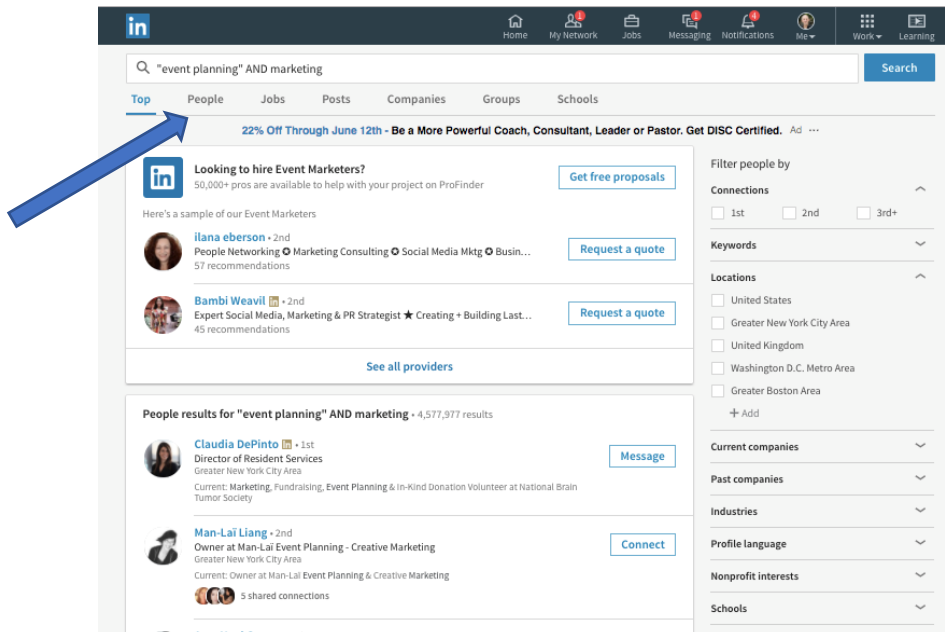 in
1
1
4
Home
My Network
Jobs
Messaging
Notifications
Me
Work
Learning
"event planning" AND marketing
Search
Top
People
Jobs
Posts
Companies
Groups
Schools
22% Off Through June 12th - Be a More Powerful Coach, Consultant, Leader or Pastor. Get DISC Certified. Ad ···
in
Looking to hire Event Marketers?
50,000+ pros are available to help with your project on ProFinder
Get free proposals
Here's a sample of our Event Marketers
ilana eberson • 2nd
People Networking ✪ Marketing Consulting ✪ Social Media Mktg ✪ Busin...
57 recommendations
Request a quote
Bambi Weavil in • 2nd
Expert Social Media, Marketing & PR Strategist ★ Creating + Building Last...
45 recommendations
Request a quote
See all providers
People results for "event planning" AND marketing • 4,577,977 results
Claudia DePinto in • 1st
Director of Resident Services
Greater New York City Area
Current: Marketing, Fundraising, Event Planning & In-Kind Donation Volunteer at National Brain
Tumor Society
Message
Man-Laï Liang • 2nd
Owner at Man-Laï Event Planning - Creative Marketing
Greater New York City Area
Current: Owner at Man-Laï Event Planning & Creative Marketing
5 shared connections
Connect
Filter people by
Connections
1st
2nd
3rd+
Keywords
Locations
United States
Greater New York City Area
United Kingdom
Washington D.C. Metro Area
Greater Boston Area
+ Add
Current companies
Past companies
Industries
Profile language
Nonprofit interests
Schools